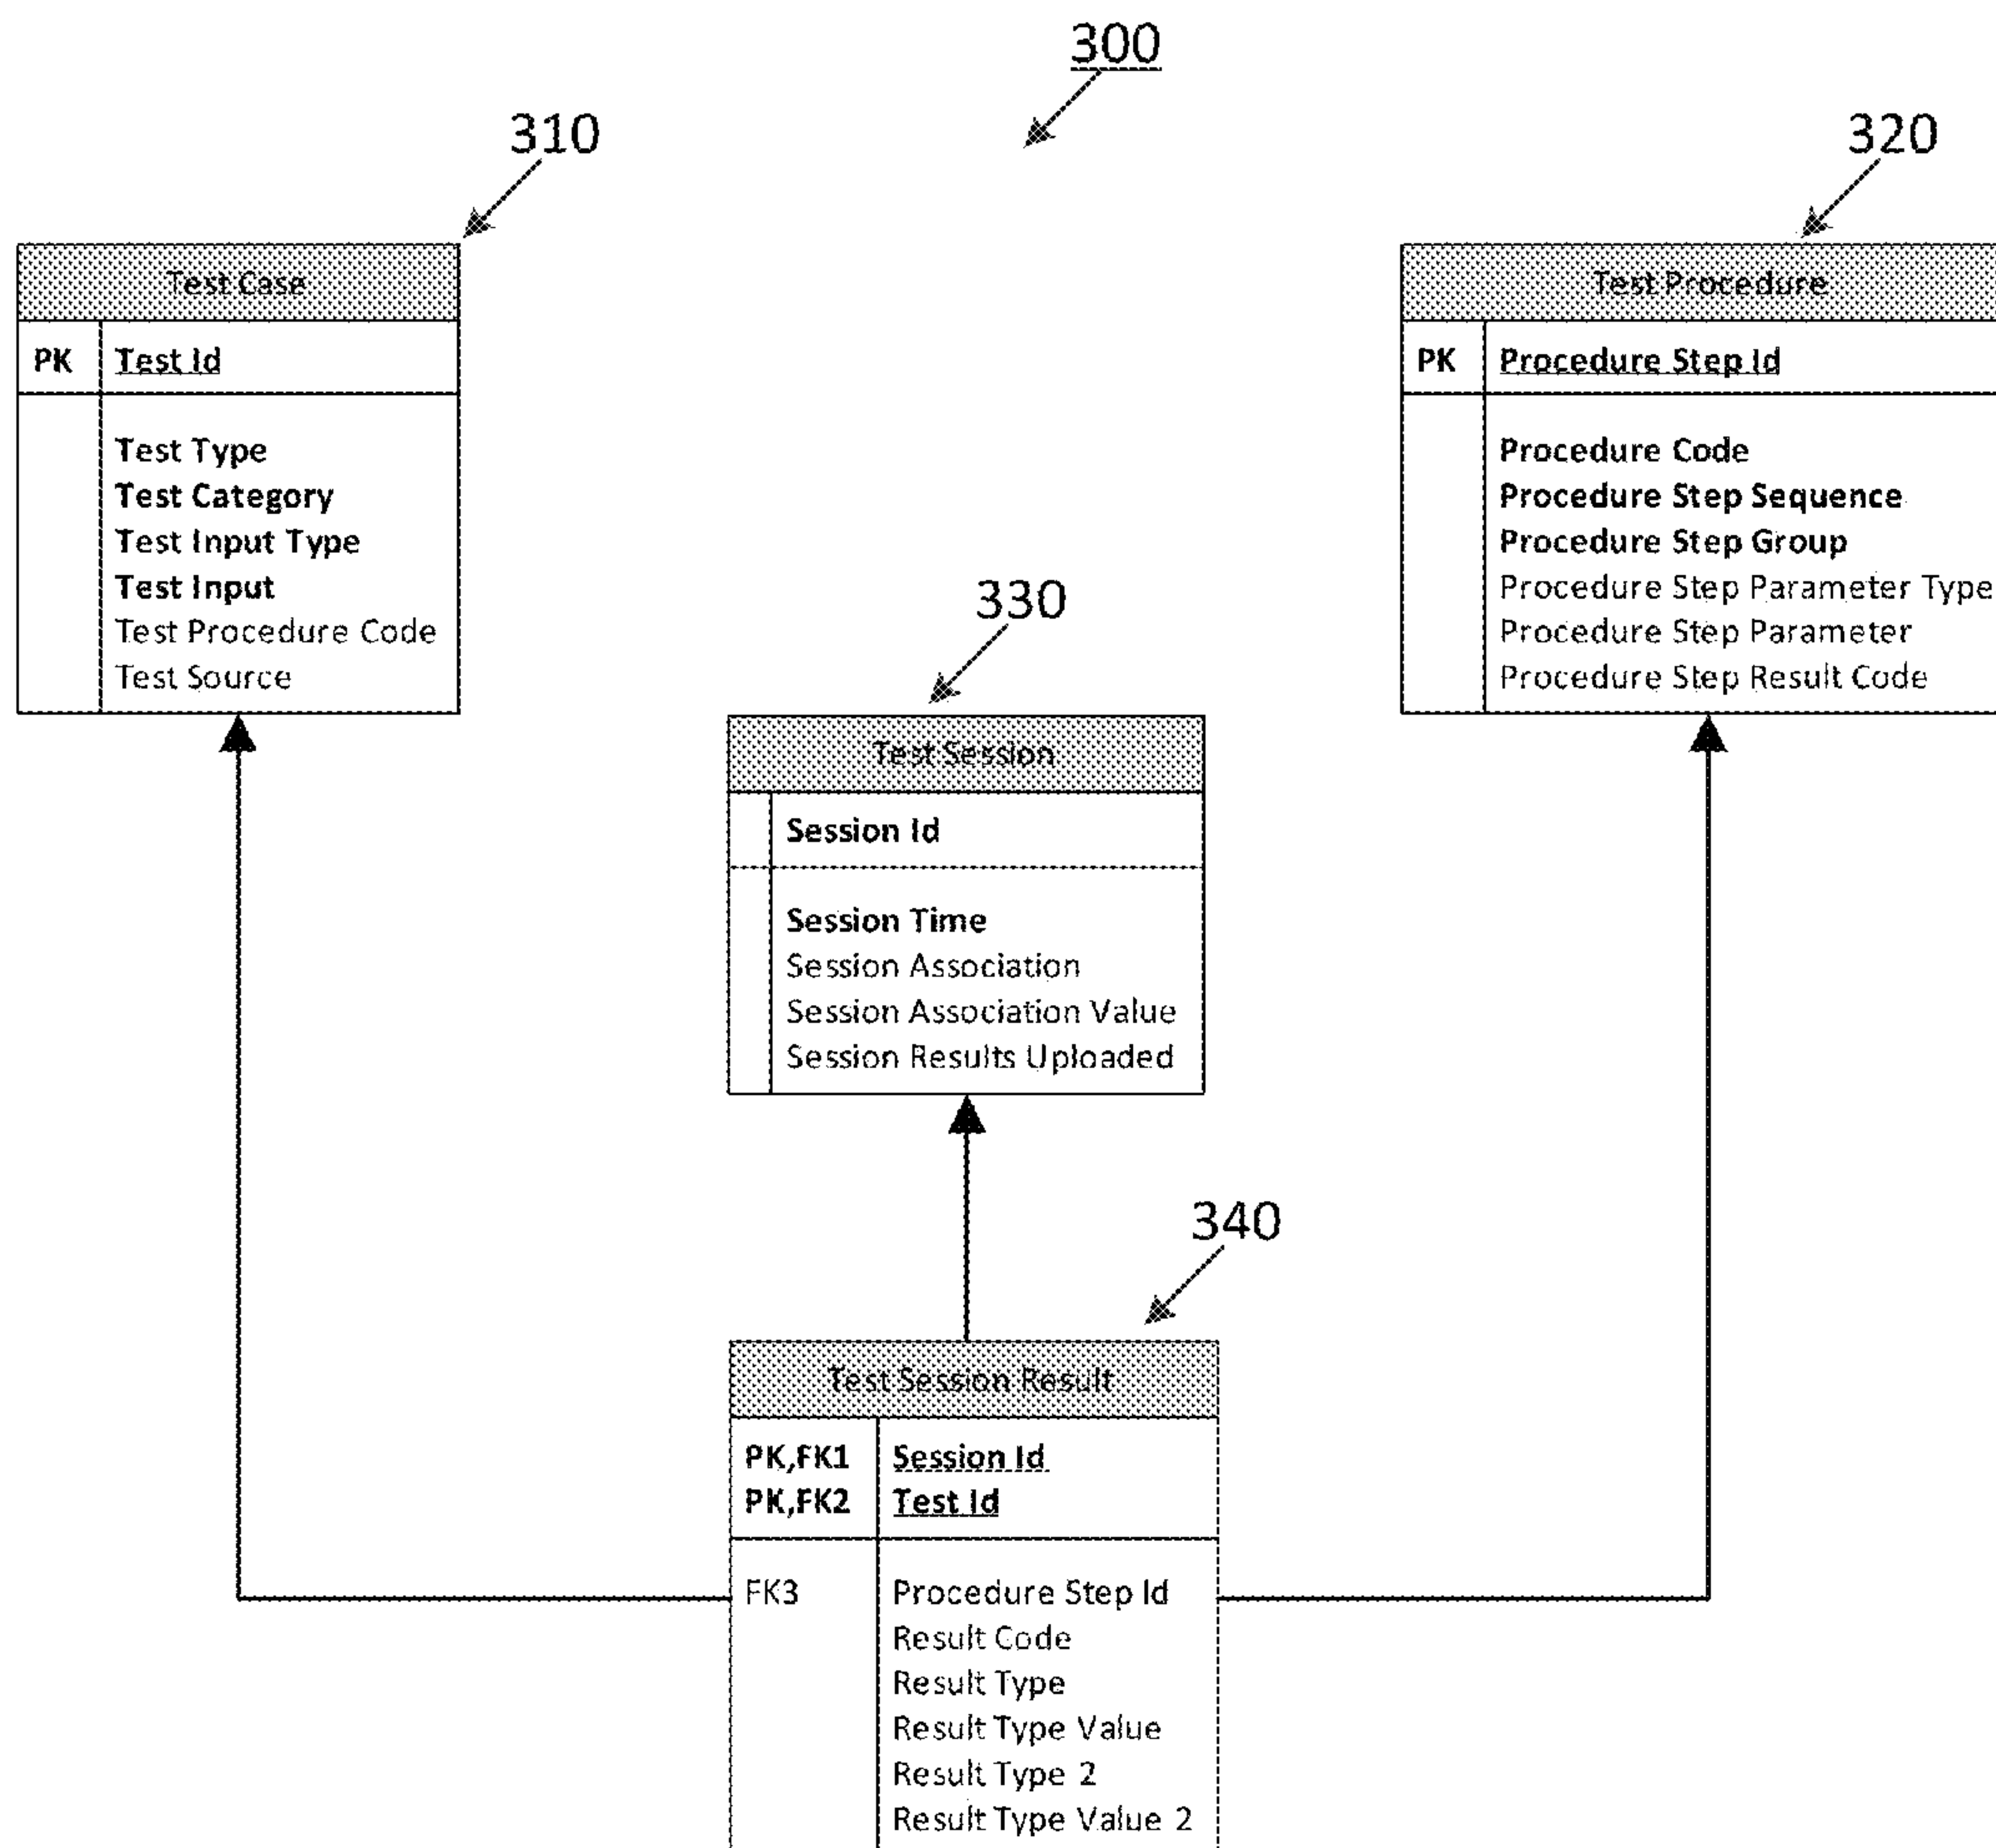 300
310
320
Test Case
PK Test Id
Test Type
Test Category
Test Input Type
Test Input
Test Procedure Code
Test Source
Test Procedure
PK Procedure Step Id
Procedure Code
Procedure Step Sequence
Procedure Step Group
Procedure Step Parameter Type
Procedure Step Parameter
Procedure Step Result Code
330
Test Session
Session Id
Session Time
Session Association
Session Association Value
Session Results Uploaded
340
Test Session Result
PK,FK1 Session Id
PK,FK2 Test Id
FK3 Procedure Step Id
Result Code
Result Type
Result Type Value
Result Type 2
Result Type Value 2